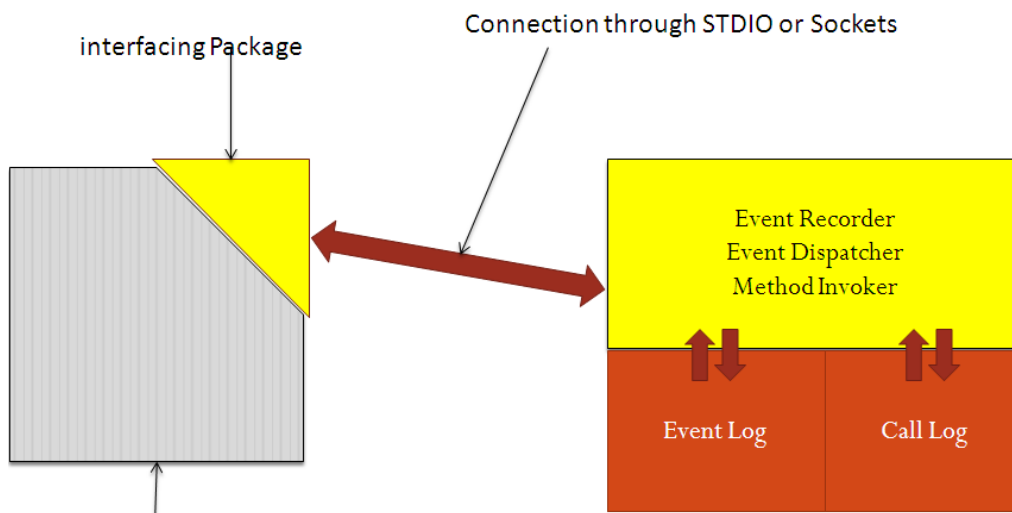 Connection through STDIO or Sockets
interfacing Package
Event Recorder
Event Dispatcher
Method Invoker
Event Log
Call Log